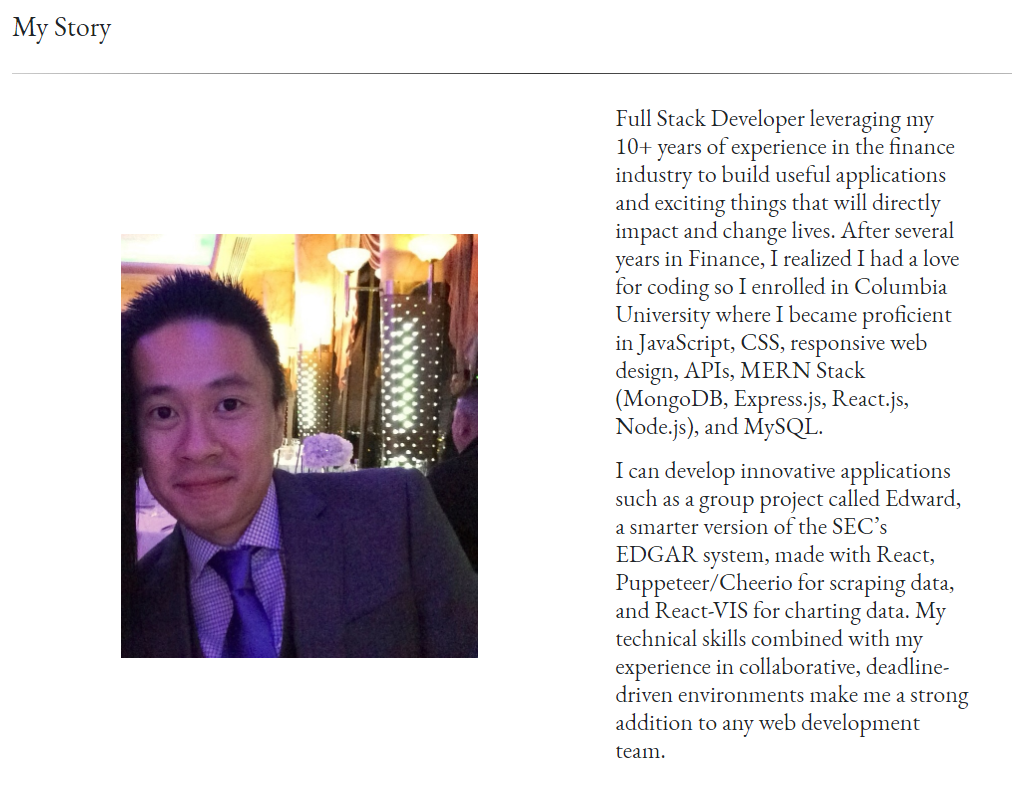 My Story
Full Stack Developer leveraging my
10+ years of experience in the finance
industry to build useful applications
and exciting things that will directly
impact and change lives. After several
years in Finance, I realized I had a love
for coding so I enrolled in Columbia
University where I became proficient
in JavaScript, CSS, responsive web
design, APIs, MERN Stack
(MongoDB, Express.js, React.js,
Node.js), and MySQL.
I can develop innovative applications
such as a group project called Edward,
a smarter version of the SEC’s
EDGAR system, made with React,
Puppeteer/Cheerio for scraping data,
and React-VIS for charting data. My
technical skills combined with my
experience in collaborative, deadline-
driven environments make me a strong
addition to any web development
team.